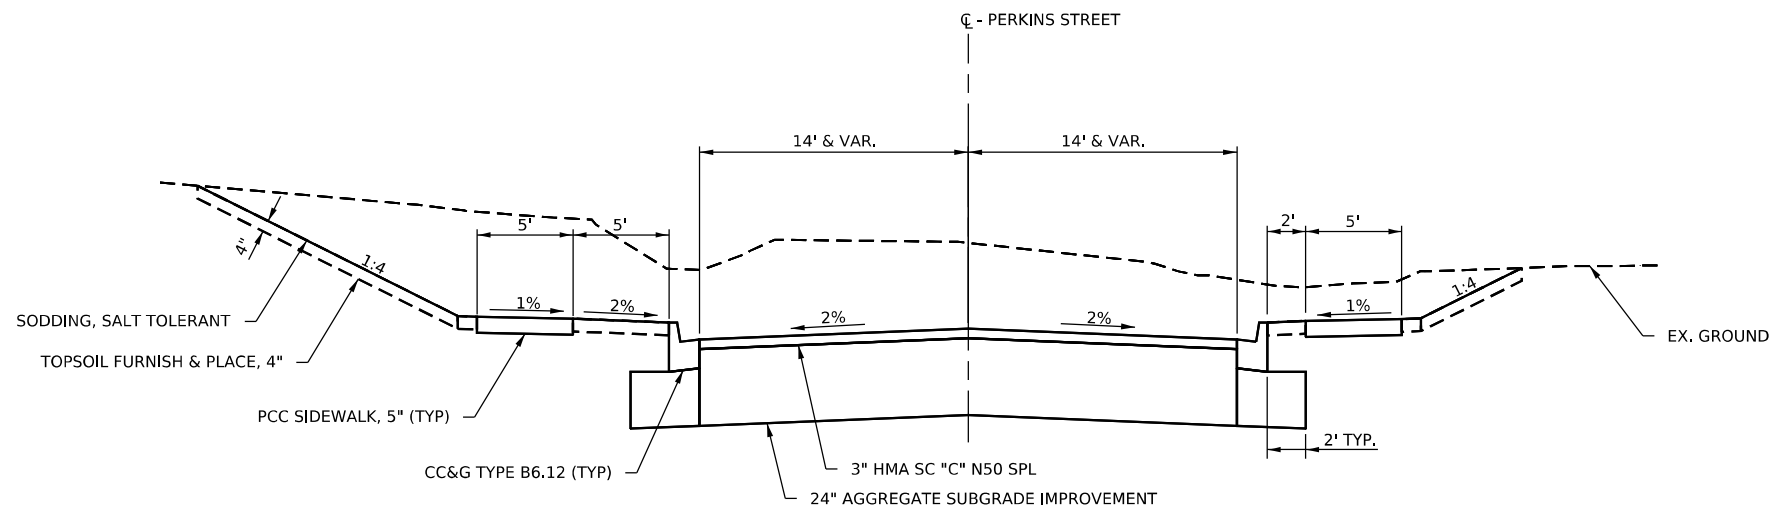 ℄ - PERKINS STREET
14' & VAR.
14' & VAR.
5'
5'
2'
5'
4"
1:4
1:4
1%
2%
2%
2%
1%
SODDING, SALT TOLERANT
EX. GROUND
TOPSOIL FURNISH & PLACE, 4"
PCC SIDEWALK, 5" (TYP)
2' TYP.
CC&G TYPE B6.12 (TYP)
3" HMA SC "C" N50 SPL
24" AGGREGATE SUBGRADE IMPROVEMENT